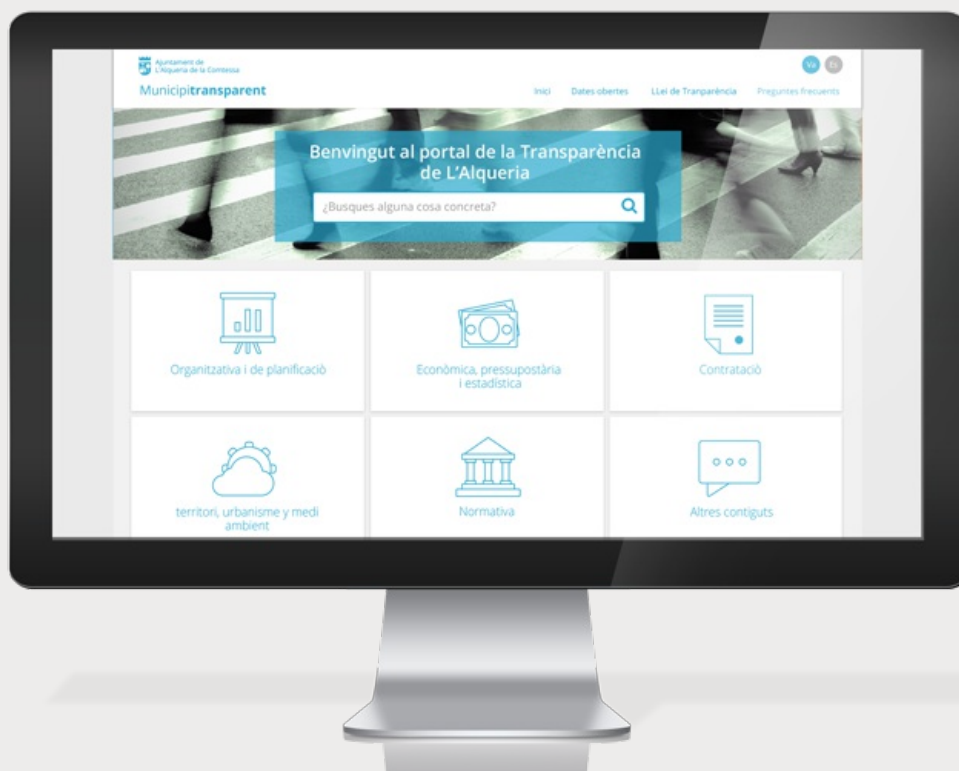 Ajuntament de
L'Alqueria de la Comtessa
Va Es
Municipitransparent
Inici Dates obertes LLei de Tranparència Preguntes frecuents
Benvingut al portal de la Transparència
de L'Alqueria
¿Busques alguna cosa concreta?
Organitzativa i de planificaciò
Econòmica, pressupostària
i estadística
Contrataciò
territori, urbanisme y medi
ambient
Normativa
Altres contiguts